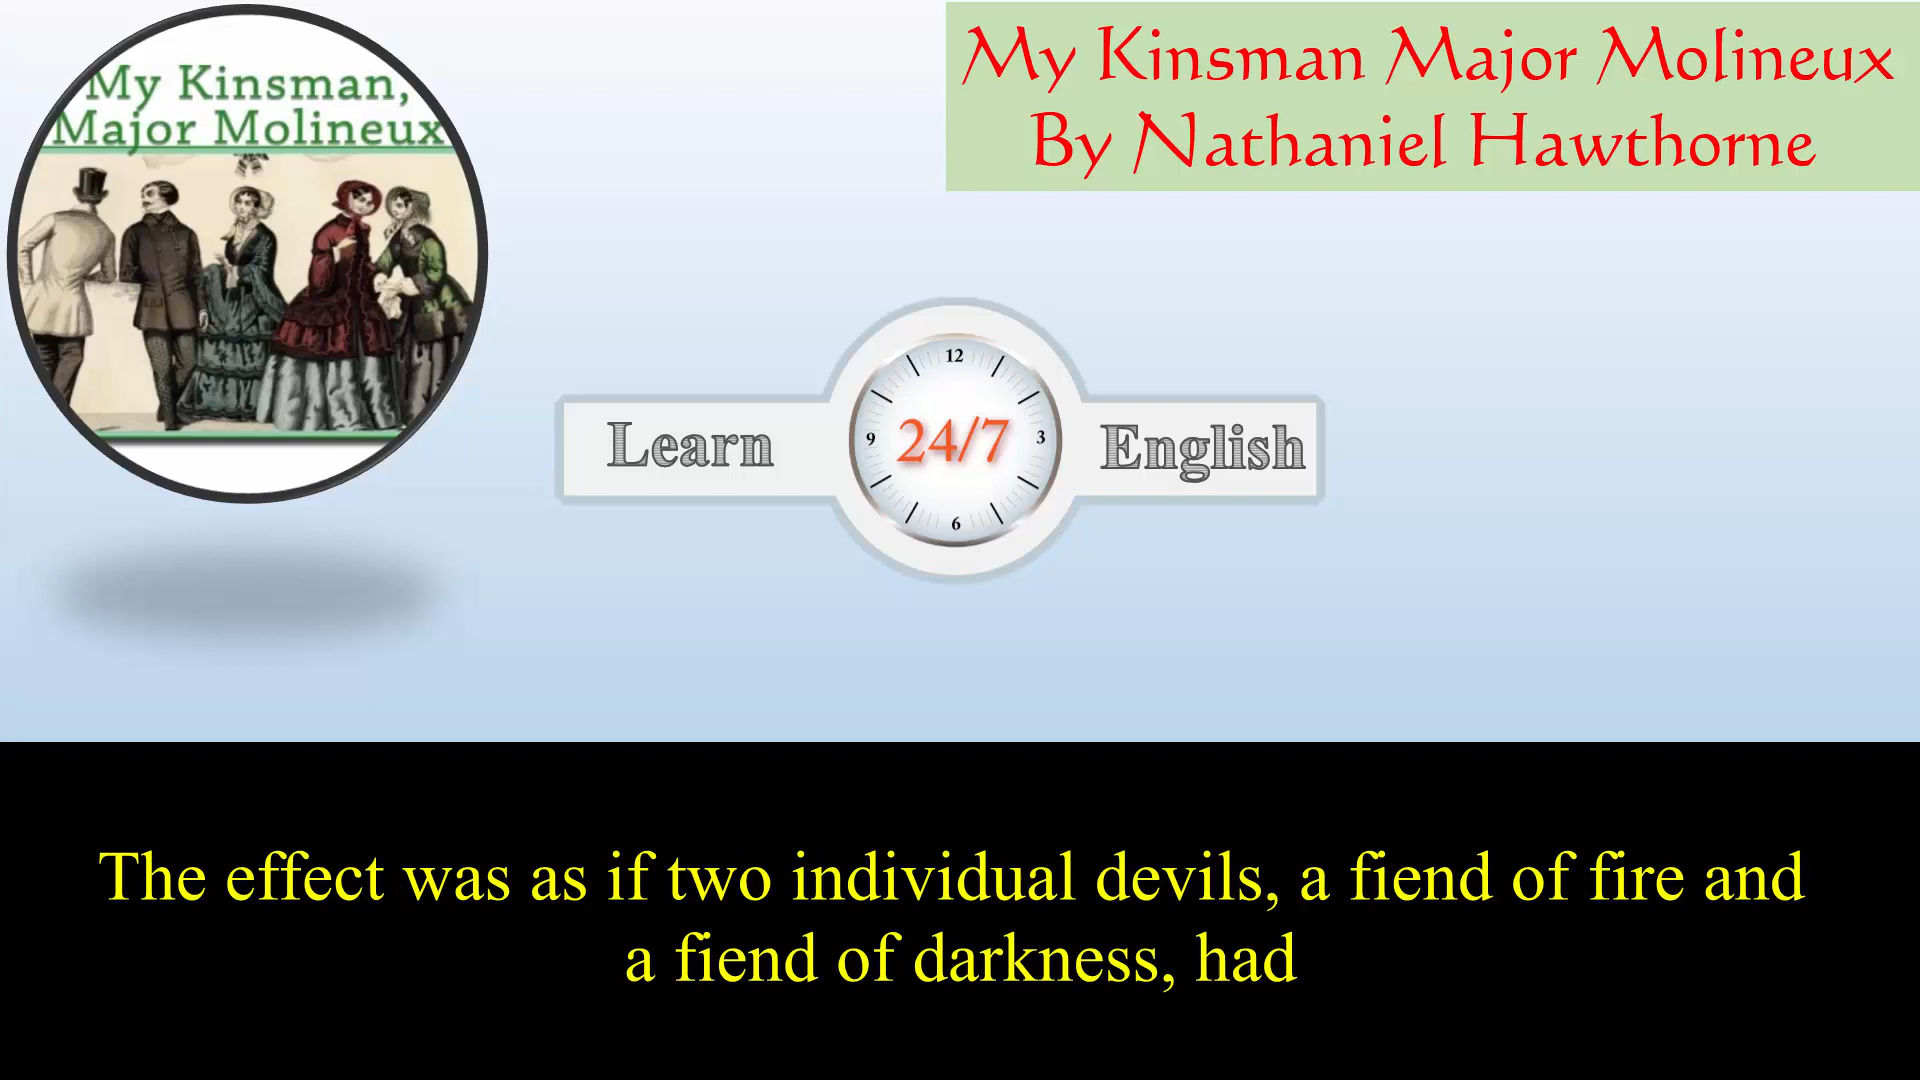 My Kinsman,
Major Molineux
My Kinsman Major Molineux
By Nathaniel Hawthorne
Learn
12
9
24/7
3
6
English
The effect was as if two individual devils, a fiend of fire and
a fiend of darkness, had